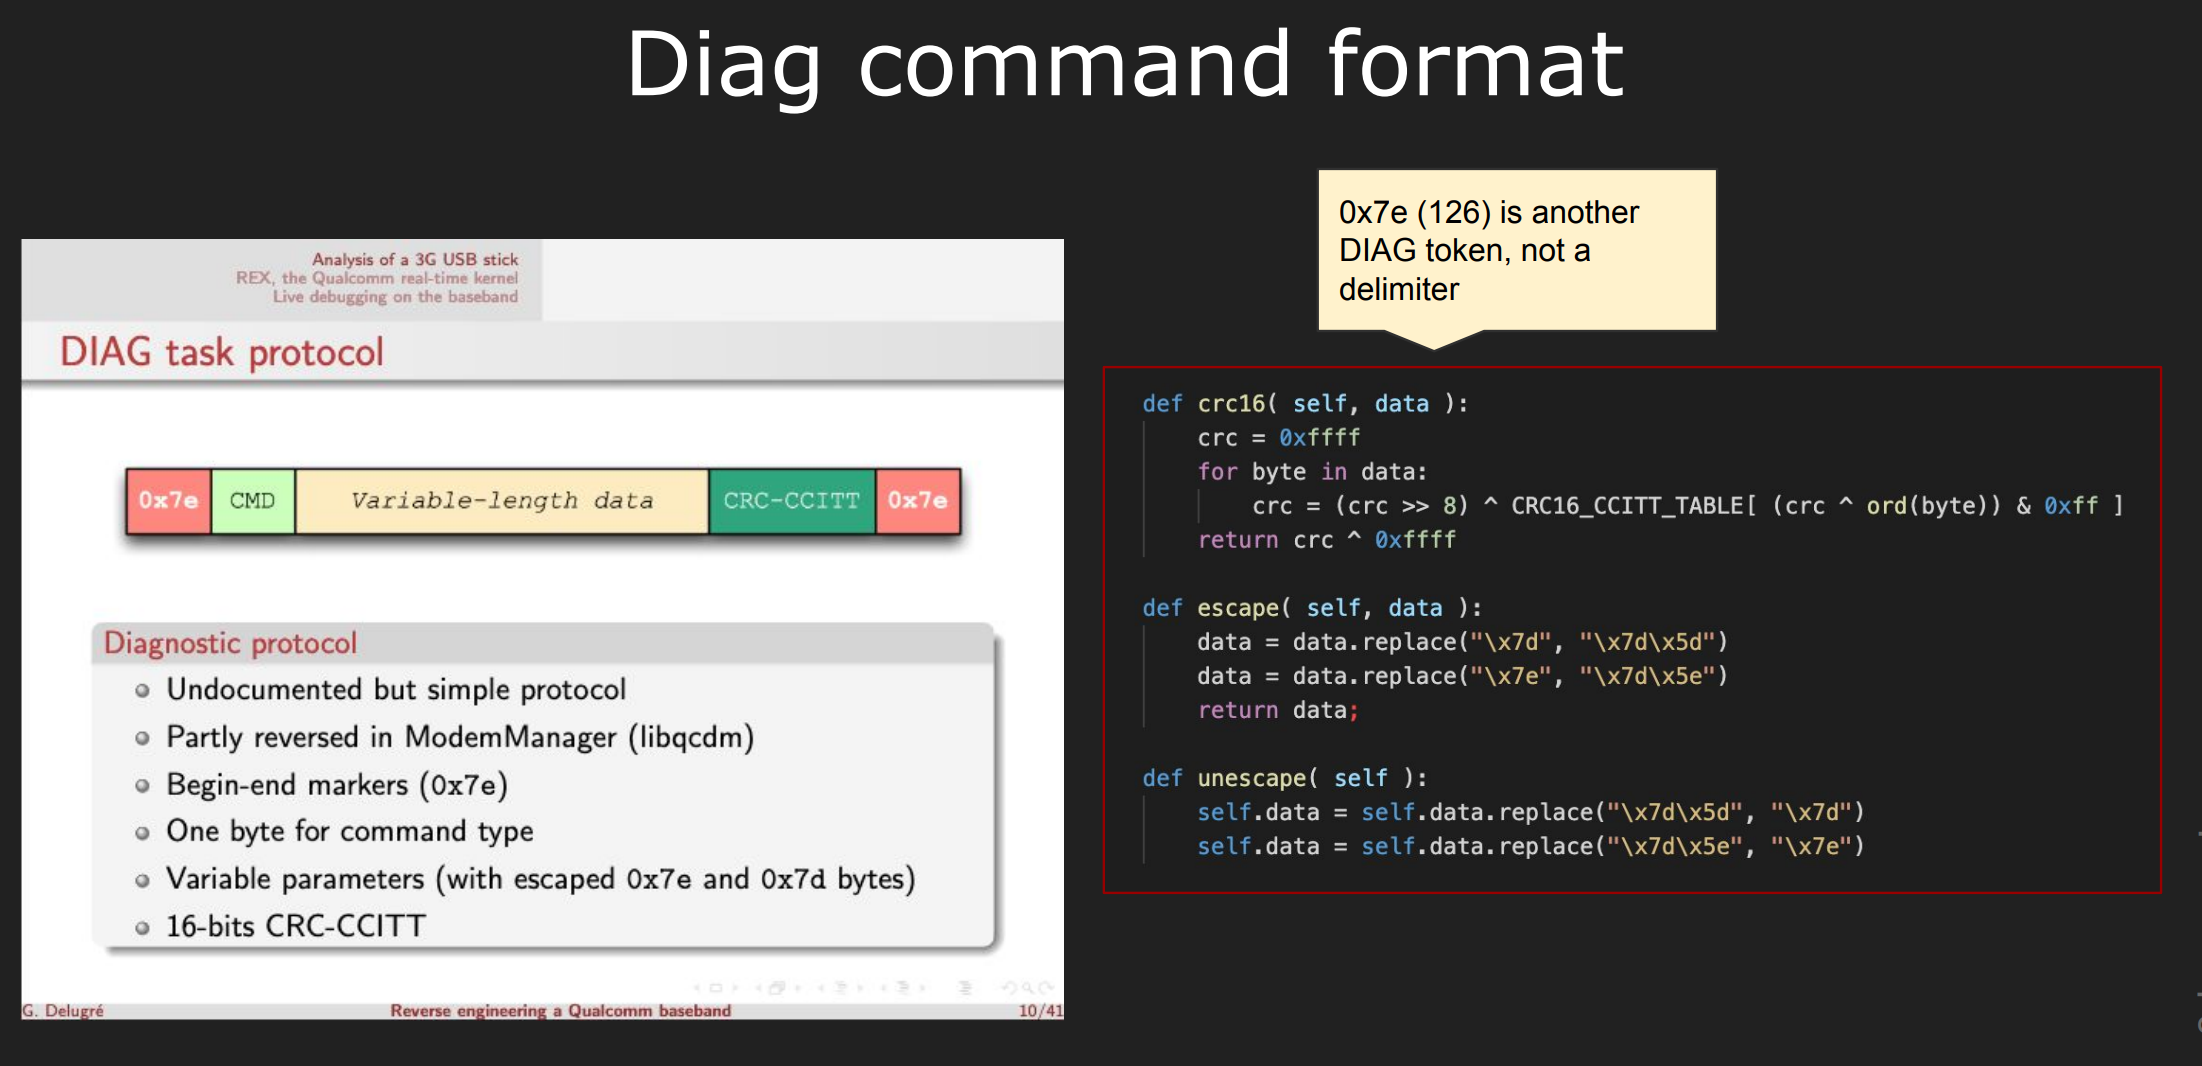 Diag command format
Analysis of a 3G USB stick
REX, the Qualcomm real-time kernel
Live debugging on the baseband
DIAG task protocol
0x7e CMD Variable-length data CRC-CCITT 0x7e
Diagnostic protocol
Undocumented but simple protocol
Partly reversed in ModemManager (libqcdm)
Begin-end markers (0x7e)
One byte for command type
Variable parameters (with escaped 0x7e and 0x7d bytes)
16-bits CRC-CCITT
G. Delugré Reverse engineering a Qualcomm baseband 10/41
0x7e (126) is another
DIAG token, not a
delimiter
def crc16( self, data ):
    crc = 0xffff
    for byte in data:
        crc = (crc >> 8) ^ CRC16_CCITT_TABLE[ (crc ^ ord(byte)) & 0xff ]
    return crc ^ 0xffff
def escape( self, data ):
    data = data.replace("\x7d", "\x7d\x5d")
    data = data.replace("\x7e", "\x7d\x5e")
    return data;
def unescape( self ):
    self.data = self.data.replace("\x7d\x5d", "\x7d")
    self.data = self.data.replace("\x7d\x5e", "\x7e")